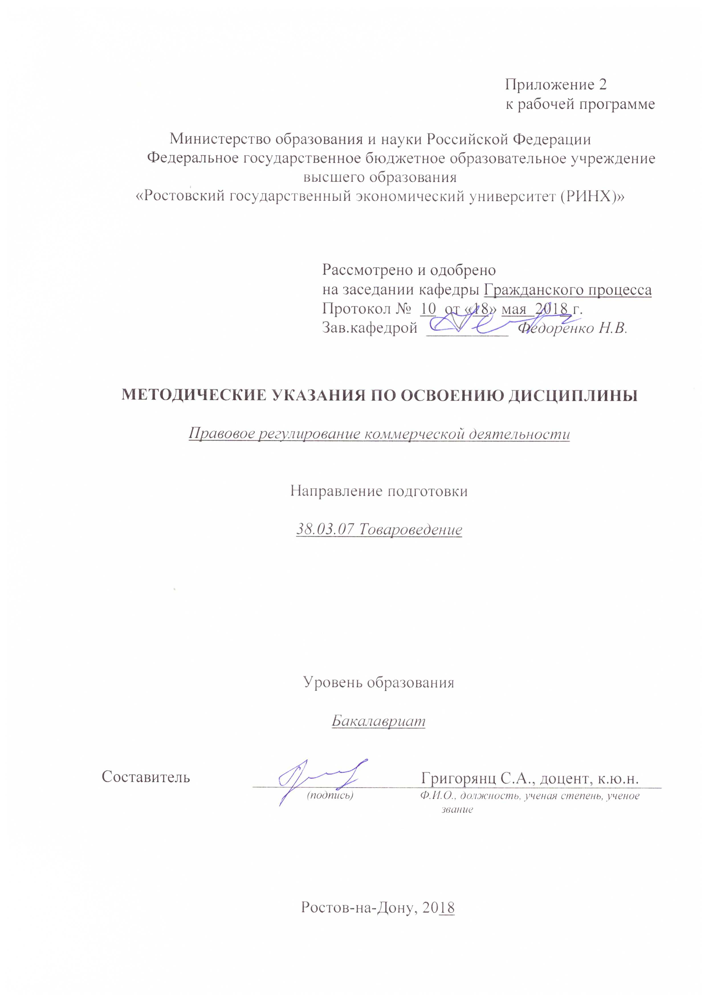 Приложение 2
к рабочей программе
Министерство образования и науки Российской Федерации
Федеральное государственное бюджетное образовательное учреждение
высшего образования
«Ростовский государственный экономический университет (РИНХ)»
Рассмотрено и одобрено
на заседании кафедры Гражданского процесса
Протокол № 10 от «18» мая 2018 г.
Зав.кафедрой Федоренко Н.В.
МЕТОДИЧЕСКИЕ УКАЗАНИЯ ПО ОСВОЕНИЮ ДИСЦИПЛИНЫ
Правовое регулирование коммерческой деятельности
Направление подготовки
38.03.07 Товароведение
Уровень образования
Бакалавриат
Составитель Григорянц С.А., доцент, к.ю.н.
(подпись) Ф.И.О., должность, ученая степень, ученое
звание
Ростов-на-Дону, 2018